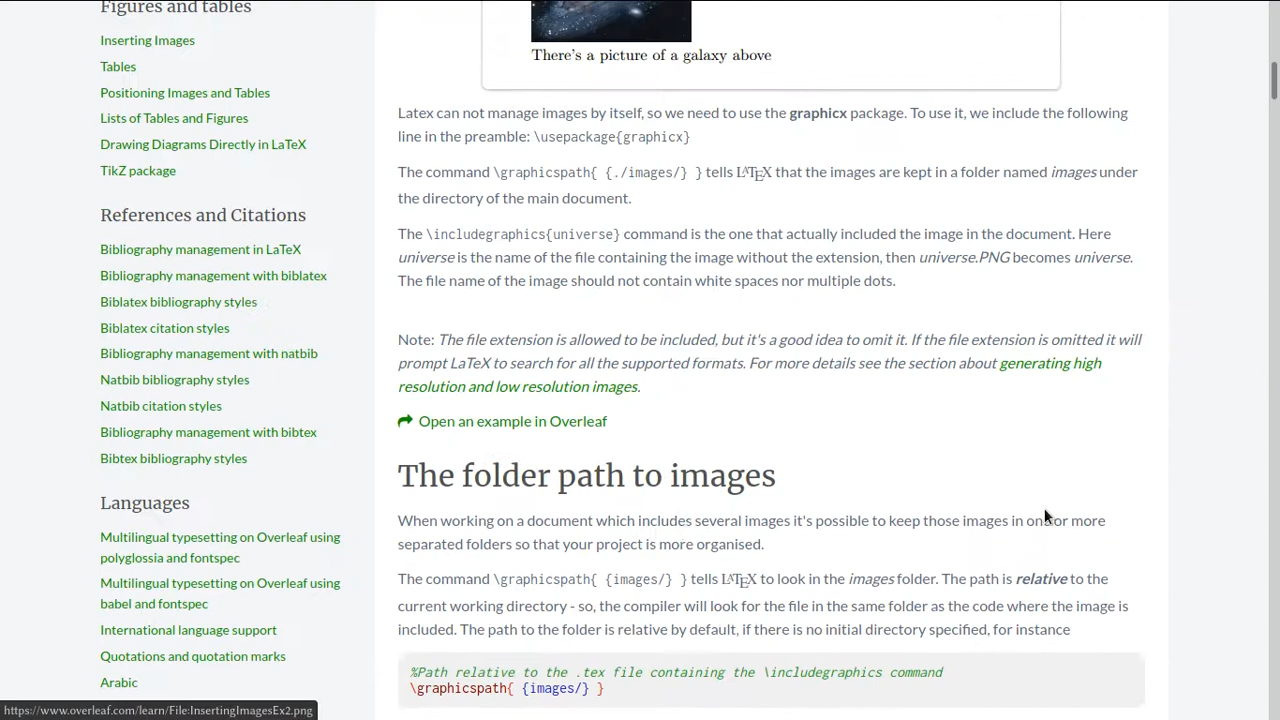 Figures and tables
Inserting Images
Tables
Positioning Images and Tables
Lists of Tables and Figures
Drawing Diagrams Directly in LaTeX
TikZ package
References and Citations
Bibliography management in LaTeX
Bibliography management with biblatex
Biblatex bibliography styles
Biblatex citation styles
Bibliography management with natbib
Natbib bibliography styles
Natbib citation styles
Bibliography management with bibtex
Bibtex bibliography styles
Languages
Multilingual typesetting on Overleaf using
polyglossia and fontspec
Multilingual typesetting on Overleaf using
babel and fontspec
International language support
Quotations and quotation marks
Arabic
https://www.overleaf.com/learn/File:InsertingImagesEx2.png
There's a picture of a galaxy above
Latex can not manage images by itself, so we need to use the graphicx package. To use it, we include the following
line in the preamble: \usepackage{graphicx}
The command \graphicspath{ {./images/} } tells LATEX that the images are kept in a folder named images under
the directory of the main document.
The \includegraphics{universe} command is the one that actually included the image in the document. Here
universe is the name of the file containing the image without the extension, then universe.PNG becomes universe.
The file name of the image should not contain white spaces nor multiple dots.
Note: The file extension is allowed to be included, but it's a good idea to omit it. If the file extension is omitted it will
prompt LaTeX to search for all the supported formats. For more details see the section about generating high
resolution and low resolution images.
Open an example in Overleaf
The folder path to images
When working on a document which includes several images it's possible to keep those images in one or more
separated folders so that your project is more organised.
The command \graphicspath{ {images/} } tells LATEX to look in the images folder. The path is relative to the
current working directory - so, the compiler will look for the file in the same folder as the code where the image is
included. The path to the folder is relative by default, if there is no initial directory specified, for instance
%Path relative to the .tex file containing the \includegraphics command
\graphicspath{ {images/} }